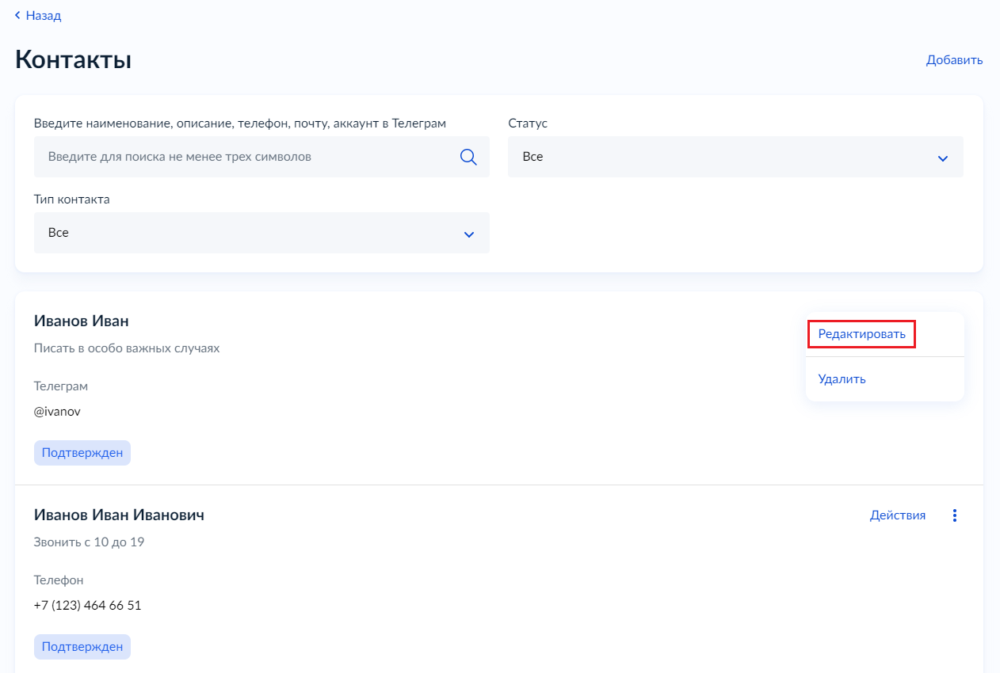 Назад
Контакты
Добавить
Введите наименование, описание, телефон, почту, аккаунт в Телеграм
Статус
Введите для поиска не менее трех символов
Все
Тип контакта
Все
Иванов Иван
Редактировать
Писать в особо важных случаях
Удалить
Телеграм
@ivanov
Подтвержден
Иванов Иван Иванович
Действия
Звонить с 10 до 19
Телефон
+7 (123) 464 66 51
Подтвержден